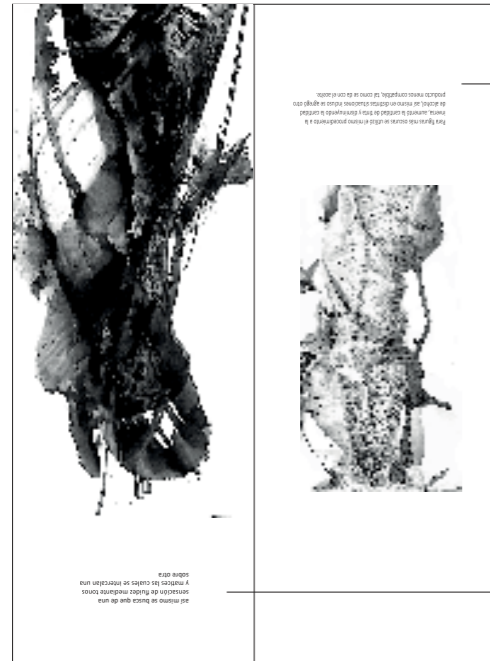 así mismo se busca que de una
sensación de fluidez mediante tonos
y matices las cuales se intercalan una
sobre otra
Para figuras más oscuras se utilizó el mismo procedimiento a la
inversa, aumentó la cantidad de tinta y disminuyendo la cantidad
de alcohol, así mismo en distintas situaciones incluso se agregó otro
producto menos compatible, tal como se da con el aceite.